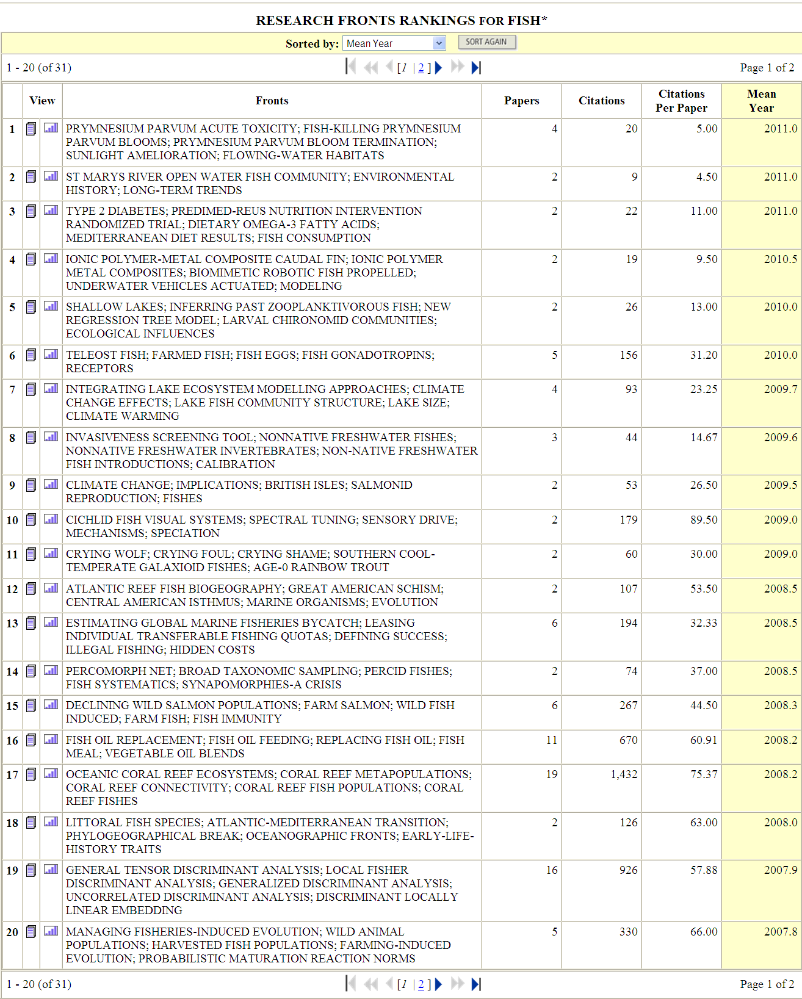 RESEARCH FRONTS RANKINGS FOR FISH*
Sorted by: Mean Year SORT AGAIN
1 - 20 (of 31) [1 | 2 ] Page 1 of 2
View Fronts Papers Citations Citations Per Paper Mean Year
1 PRYMNESIUM PARVUM ACUTE TOXICITY; FISH-KILLING PRYMNESIUM 4 20 5.00 2011.0
PARVUM BLOOMS; PRYMNESIUM PARVUM BLOOM TERMINATION;
SUNLIGHT AMELIORATION; FLOWING-WATER HABITATS
2 ST MARYS RIVER OPEN WATER FISH COMMUNITY; ENVIRONMENTAL 2 9 4.50 2011.0
HISTORY; LONG-TERM TRENDS
3 TYPE 2 DIABETES; PREDIMED-REUS NUTRITION INTERVENTION 2 22 11.00 2011.0
RANDOMIZED TRIAL; DIETARY OMEGA-3 FATTY ACIDS;
MEDITERRANEAN DIET RESULTS; FISH CONSUMPTION
4 IONIC POLYMER-METAL COMPOSITE CAUDAL FIN; IONIC POLYMER 2 19 9.50 2010.5
METAL COMPOSITES; BIOMIMETIC ROBOTIC FISH PROPELLED;
UNDERWATER VEHICLES ACTUATED; MODELING
5 SHALLOW LAKES; INFERRING PAST ZOOPLANKTIVOROUS FISH; NEW 2 26 13.00 2010.0
REGRESSION TREE MODEL; LARVAL CHIRONOMID COMMUNITIES;
ECOLOGICAL INFLUENCES
6 TELEOST FISH; FARMED FISH; FISH EGGS; FISH GONADOTROPINS; 5 156 31.20 2010.0
RECEPTORS
7 INTEGRATING LAKE ECOSYSTEM MODELLING APPROACHES; CLIMATE 4 93 23.25 2009.7
CHANGE EFFECTS; LAKE FISH COMMUNITY STRUCTURE; LAKE SIZE;
CLIMATE WARMING
8 INVASIVENESS SCREENING TOOL; NONNATIVE FRESHWATER FISHES; 3 44 14.67 2009.6
NONNATIVE FRESHWATER INVERTEBRATES; NON-NATIVE FRESHWATER
FISH INTRODUCTIONS; CALIBRATION
9 CLIMATE CHANGE; IMPLICATIONS; BRITISH ISLES; SALMONID 2 53 26.50 2009.5
REPRODUCTION; FISHES
10 CICHLID FISH VISUAL SYSTEMS; SPECTRAL TUNING; SENSORY DRIVE; 2 179 89.50 2009.0
MECHANISMS; SPECIATION
11 CRYING WOLF; CRYING FOUL; CRYING SHAME; SOUTHERN COOL- 2 60 30.00 2009.0
TEMPERATE GALAXIOID FISHES; AGE-0 RAINBOW TROUT
12 ATLANTIC REEF FISH BIOGEOGRAPHY; GREAT AMERICAN SCHISM; 2 107 53.50 2008.5
CENTRAL AMERICAN ISTHMUS; MARINE ORGANISMS; EVOLUTION
13 ESTIMATING GLOBAL MARINE FISHERIES BYCATCH; LEASING 6 194 32.33 2008.5
INDIVIDUAL TRANSFERABLE FISHING QUOTAS; DEFINING SUCCESS;
ILLEGAL FISHING; HIDDEN COSTS
14 PERCOMORPH NET; BROAD TAXONOMIC SAMPLING; PERCID FISHES; 2 74 37.00 2008.5
FISH SYSTEMATICS; SYNAPOMORPHIES-A CRISIS
15 DECLINING WILD SALMON POPULATIONS; FARM SALMON; WILD FISH 6 267 44.50 2008.3
INDUCED; FARM FISH; FISH IMMUNITY
16 FISH OIL REPLACEMENT; FISH OIL FEEDING; REPLACING FISH OIL; FISH 11 670 60.91 2008.2
MEAL; VEGETABLE OIL BLENDS
17 OCEANIC CORAL REEF ECOSYSTEMS; CORAL REEF METAPOPULATIONS; 19 1,432 75.37 2008.2
CORAL REEF CONNECTIVITY; CORAL REEF FISH POPULATIONS; CORAL
REEF FISHES
18 LITTORAL FISH SPECIES; ATLANTIC-MEDITERRANEAN TRANSITION; 2 126 63.00 2008.0
PHYLOGEOGRAPHICAL BREAK; OCEANOGRAPHIC FRONTS; EARLY-LIFE-
HISTORY TRAITS
19 GENERAL TENSOR DISCRIMINANT ANALYSIS; LOCAL FISHER 16 926 57.88 2007.9
DISCRIMINANT ANALYSIS; GENERALIZED DISCRIMINANT ANALYSIS;
UNCORRELATED DISCRIMINANT ANALYSIS; DISCRIMINANT LOCALLY
LINEAR EMBEDDING
20 MANAGING FISHERIES-INDUCED EVOLUTION; WILD ANIMAL 5 330 66.00 2007.8
POPULATIONS; HARVESTED FISH POPULATIONS; FARMING-INDUCED
EVOLUTION; PROBABILISTIC MATURATION REACTION NORMS
1 - 20 (of 31) [1 | 2 ] Page 1 of 2